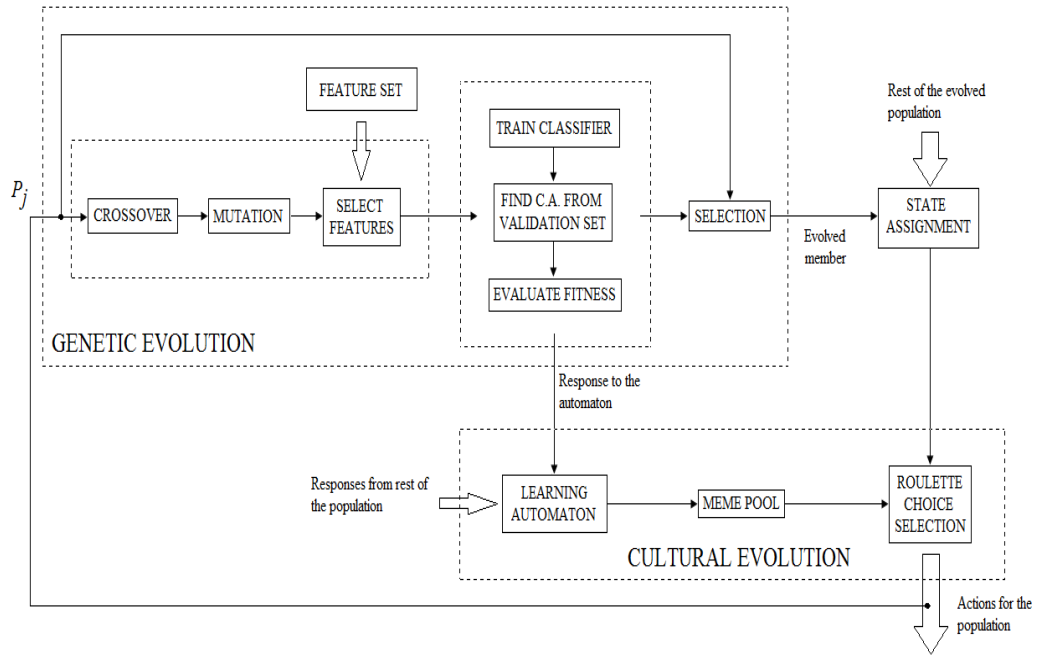 FEATURE SET
TRAIN CLASSIFIER
Rest of the evolved
population
P_j
CROSSOVER
MUTATION
SELECT
FEATURES
FIND C.A. FROM
VALIDATION SET
SELECTION
STATE
ASSIGNMENT
Evolved
member
EVALUATE FITNESS
GENETIC EVOLUTION
Response to the
automaton
Responses from rest of
the population
LEARNING
AUTOMATON
MEME POOL
ROULETTE
CHOICE
SELECTION
CULTURAL EVOLUTION
Actions for the
population